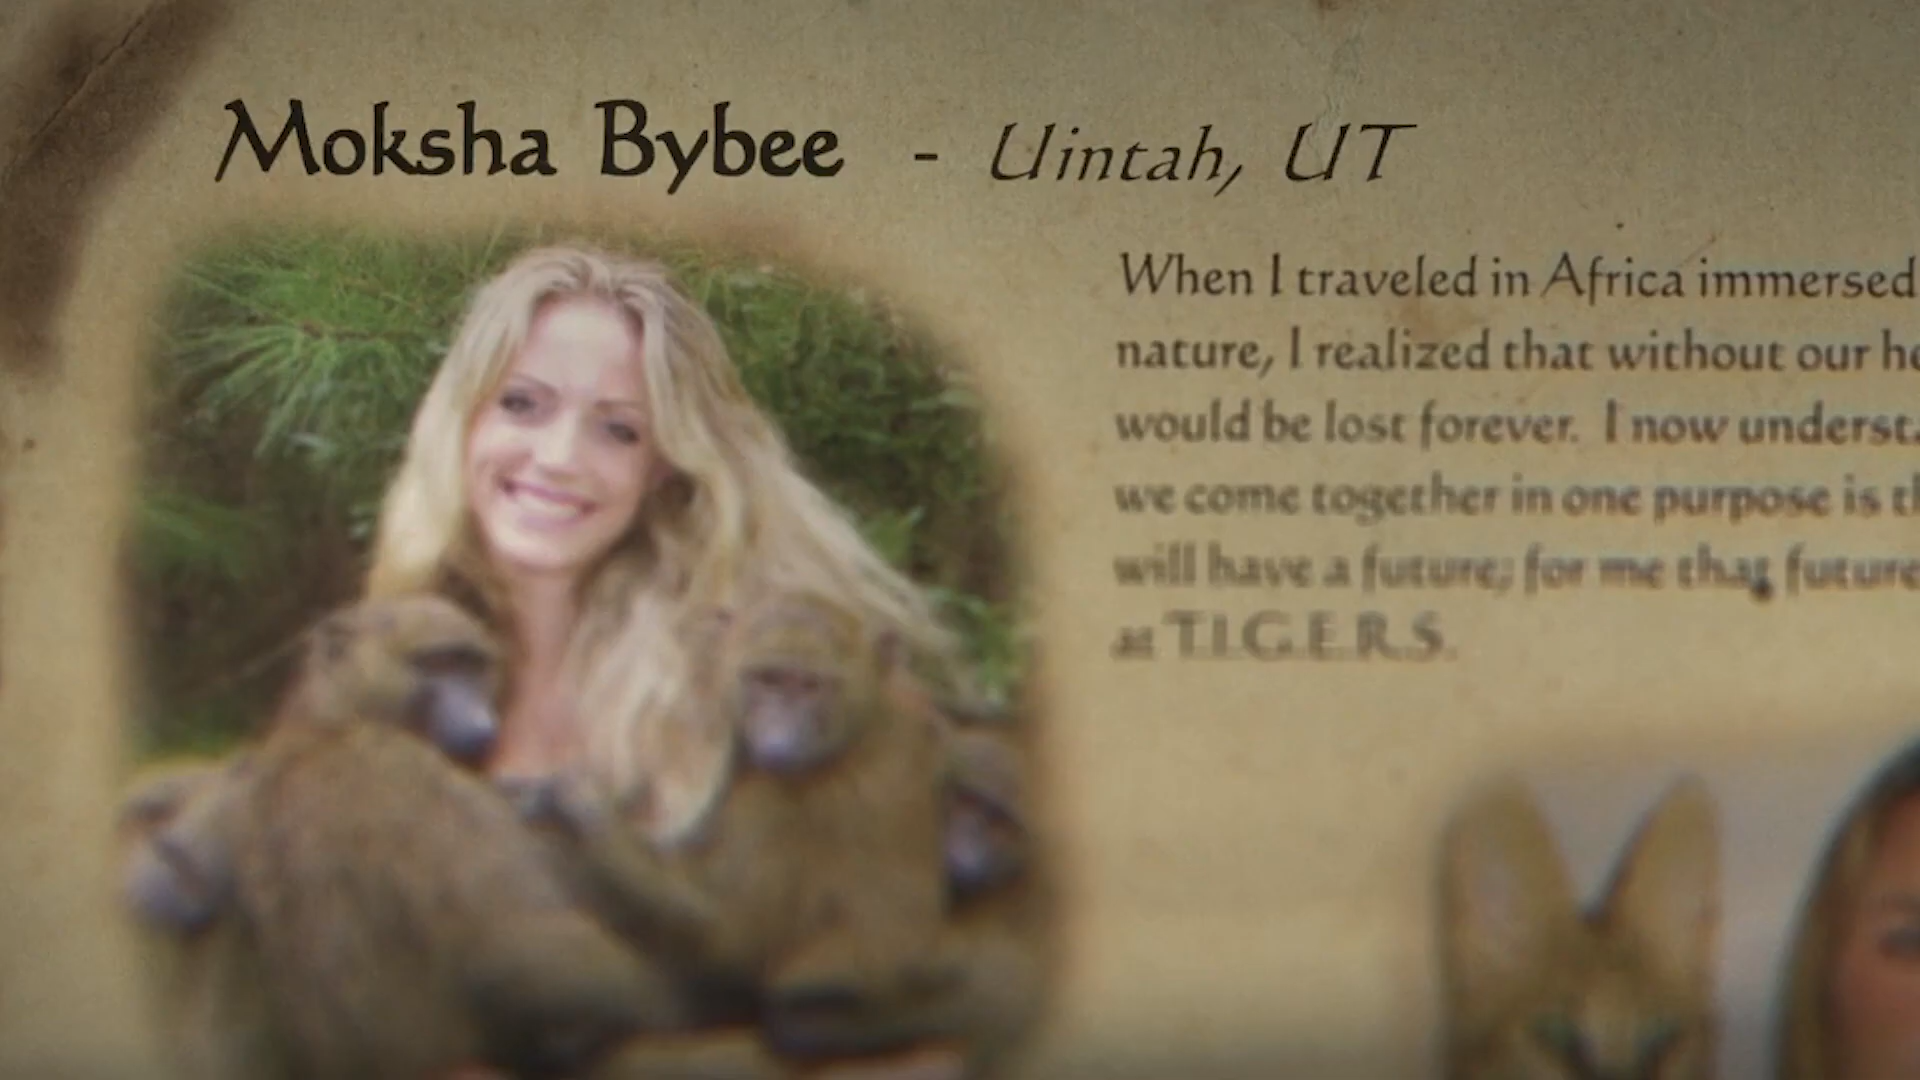 Moksha Bybee - Uintah, UT
When I traveled in Africa immersed
nature, I realized that without our
would be lost forever. I now
we come together in one purpose is
will have a future; for me that future
at T.I.G.E.R.S.